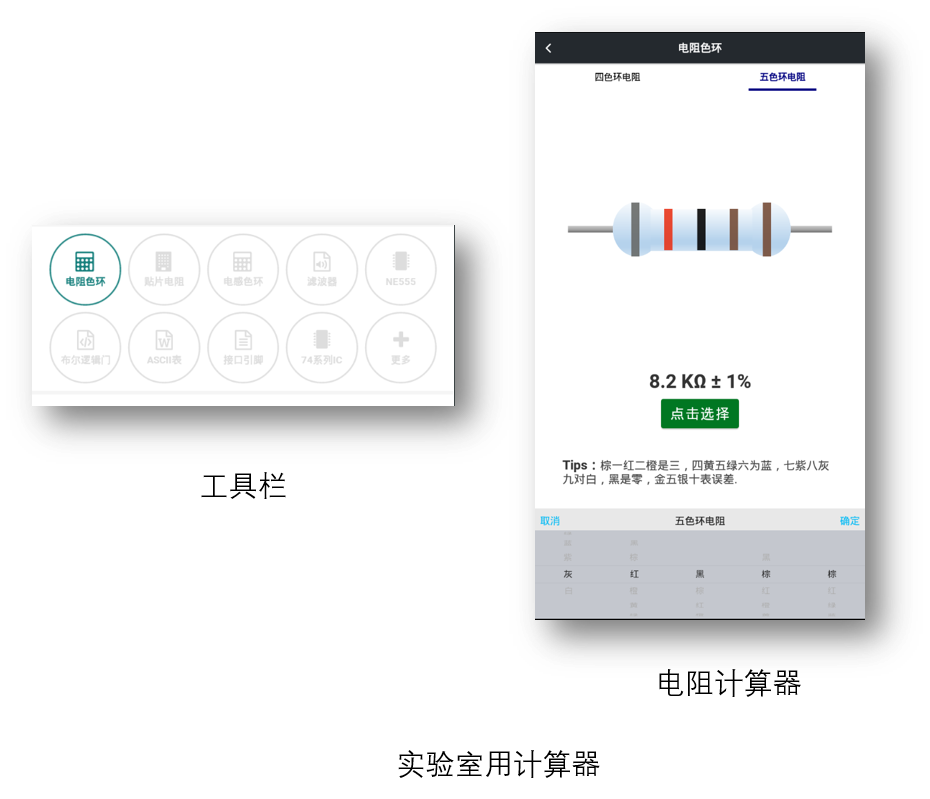 电阻色环
四色环电阻 五色环电阻
电阻色环 贴片电阻 电感色环 滤波器 NE555
布尔逻辑门 ASCII表 接口引脚 74系列IC 更多
工具栏
8.2 KΩ ± 1%
点击选择
Tips：棕一红二橙是三，四黄五绿六为蓝，七紫八灰
九对白，黑是零，金五银十表误差.
取消 五色环电阻 确定
灰 红 黑 棕 棕
电阻计算器
实验室用计算器